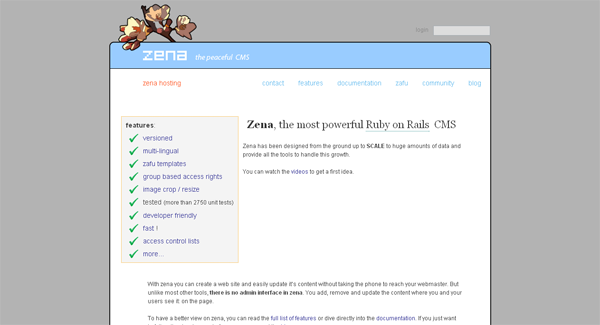 login
zena the peaceful CMS
zena hosting contact features documentation zafu community blog
features:
versioned
multi-lingual
zafu templates
group based access rights
image crop / resize
tested (more than 2750 unit tests)
developer friendly
fast !
access control lists
more...
Zena, the most powerful Ruby on Rails CMS
Zena has been designed from the ground up to SCALE to huge amounts of data and
provide all the tools to handle this growth.
You can watch the videos to get a first idea.
With zena you can create a web site and easily update it's content without taking the phone to reach your webmaster. But
unlike most other tools, there is no admin interface in zena. You add, remove and update the content where you and your
users see it: on the page.
To have a better view on zena, you can read the full list of features or dive directly into the documentation. If you just want